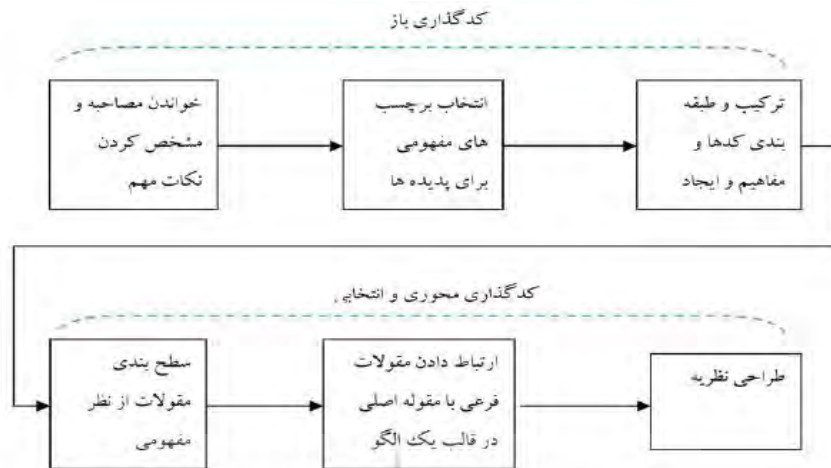 کدگذاری باز
خواندن مصاحبه و
مشخص کردن
نکات مهم
انتخاب برچسب
های مفهومی
برای پدیده ها
ترکیب و طبقه
بندی کدها و
مفاهیم و ایجاد
کدگذاری محوری و انتخابی
سطح بندی
مقولات از نظر
مفهومی
ارتباط دادن مقولات
فرعی با مقوله اصلی
در قالب یک الگو
طراحی نظریه